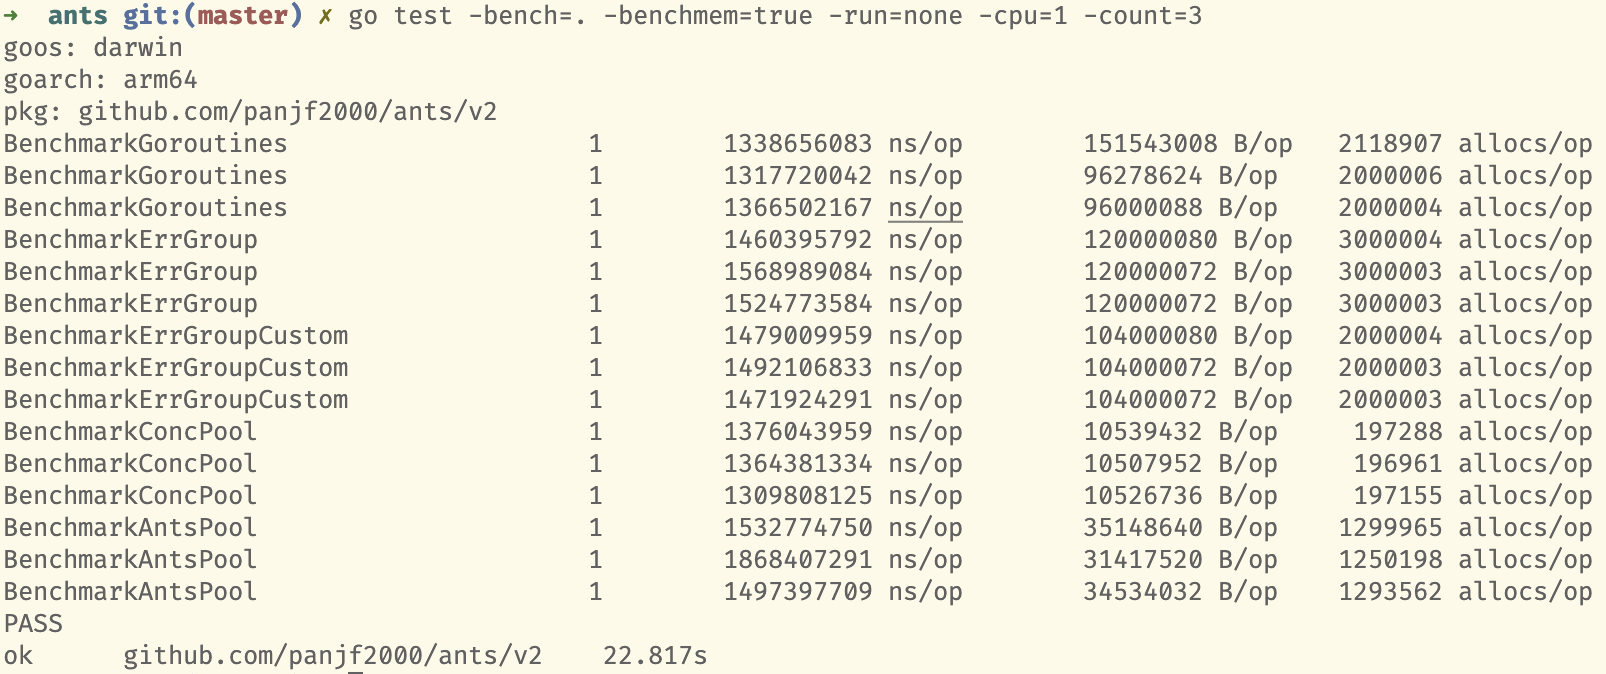 ➜  ants git:(master) ✗ go test -bench=. -benchmem=true -run=none -cpu=1 -count=3
goos: darwin
goarch: arm64
pkg: github.com/panjf2000/ants/v2
BenchmarkGoroutines 1 1338656083 ns/op 151543008 B/op 2118907 allocs/op
BenchmarkGoroutines 1 1317720042 ns/op 96278624 B/op 2000006 allocs/op
BenchmarkGoroutines 1 1366502167 ns/op 96000088 B/op 2000004 allocs/op
BenchmarkErrGroup 1 1460395792 ns/op 120000080 B/op 3000004 allocs/op
BenchmarkErrGroup 1 1568989084 ns/op 120000072 B/op 3000003 allocs/op
BenchmarkErrGroup 1 1524773584 ns/op 120000072 B/op 3000003 allocs/op
BenchmarkErrGroupCustom 1 1479009959 ns/op 104000080 B/op 2000004 allocs/op
BenchmarkErrGroupCustom 1 1492106833 ns/op 104000072 B/op 2000003 allocs/op
BenchmarkErrGroupCustom 1 1471924291 ns/op 104000072 B/op 2000003 allocs/op
BenchmarkConcPool 1 1376043959 ns/op 10539432 B/op 197288 allocs/op
BenchmarkConcPool 1 1364381334 ns/op 10507952 B/op 196961 allocs/op
BenchmarkConcPool 1 1309808125 ns/op 10526736 B/op 197155 allocs/op
BenchmarkAntsPool 1 1532774750 ns/op 35148640 B/op 1299965 allocs/op
BenchmarkAntsPool 1 1868407291 ns/op 31417520 B/op 1250198 allocs/op
BenchmarkAntsPool 1 1497397709 ns/op 34534032 B/op 1293562 allocs/op
PASS
ok github.com/panjf2000/ants/v2 22.817s